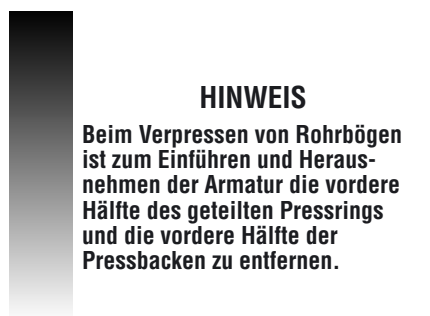 HINWEIS
Beim Verpressen von Rohrbögen
ist zum Einführen und Heraus-
nehmen der Armatur die vordere
Hälfte des geteilten Pressrings
und die vordere Hälfte der
Pressbacken zu entfernen.